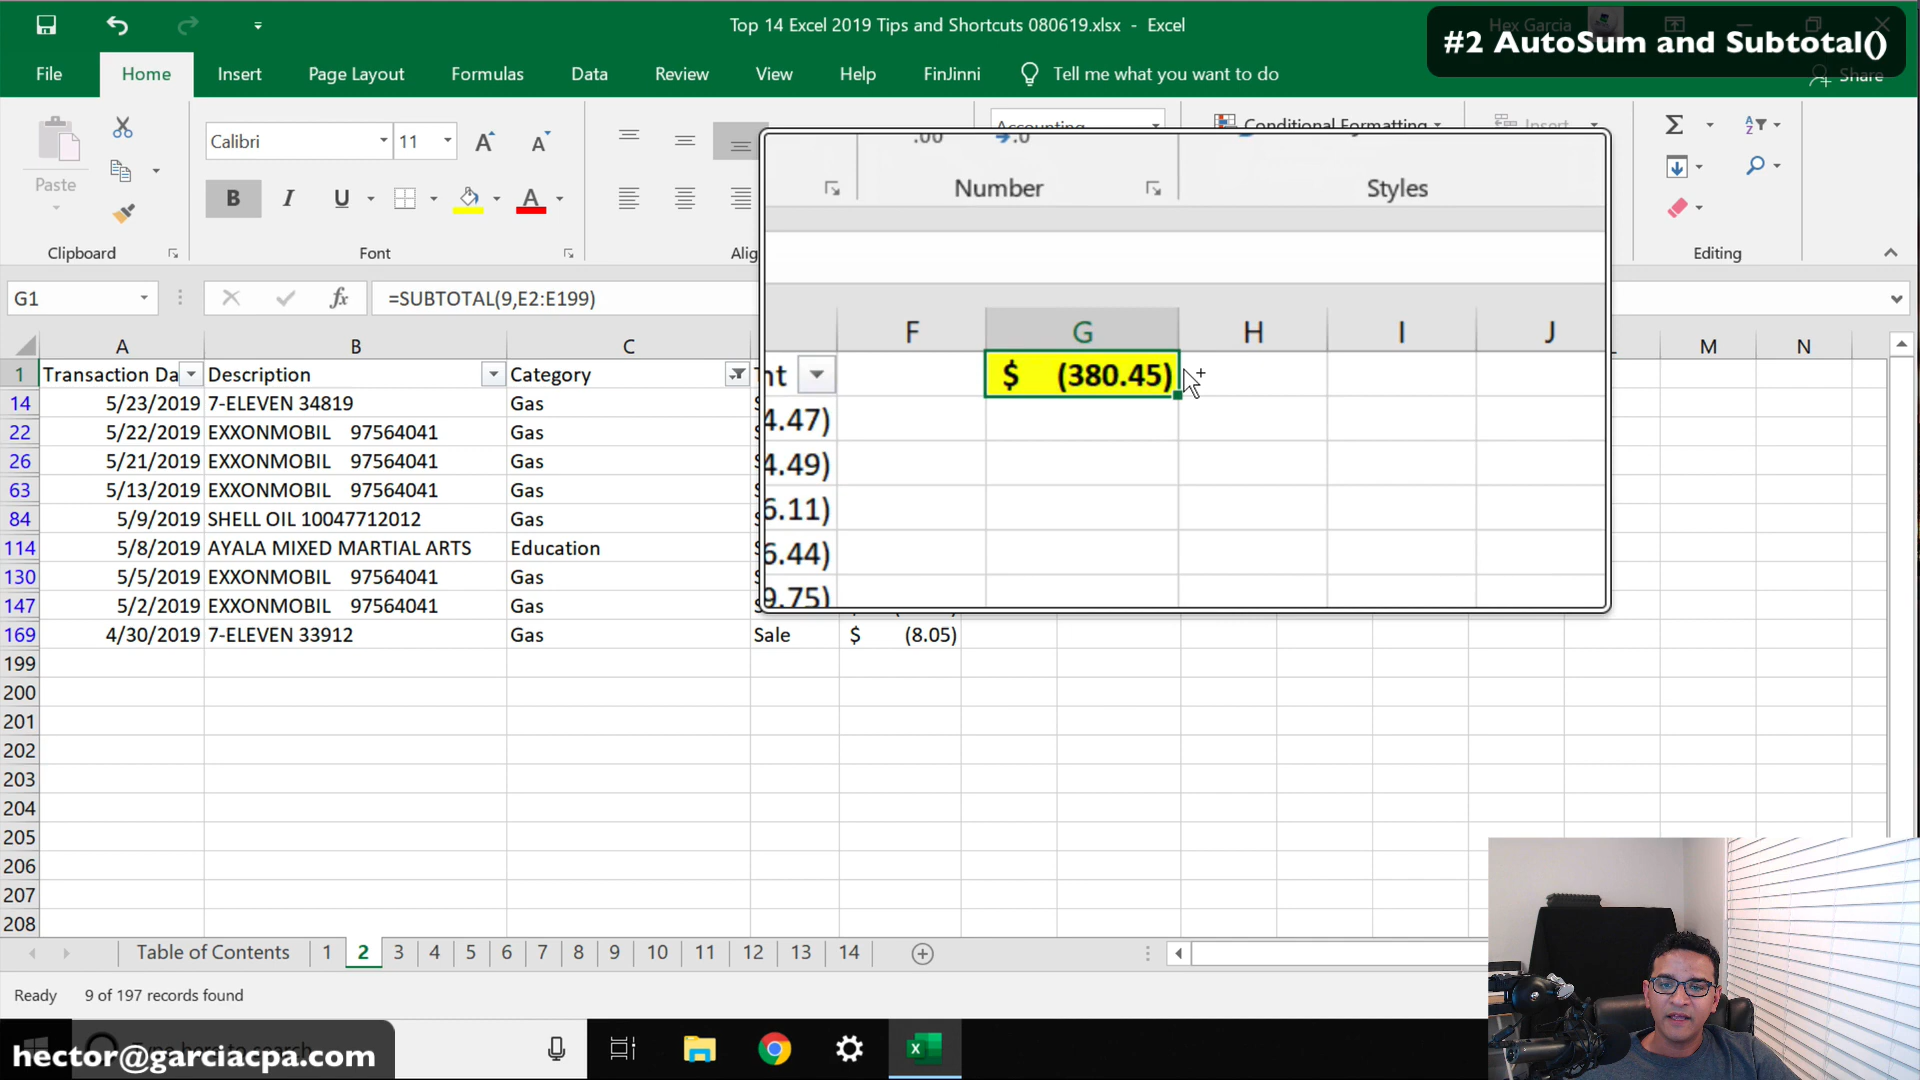 Top 14 Excel 2019 Tips and Shortcuts 080619.xlsx - Excel
Hex Garcia
#2 AutoSum and Subtotal()
File Home Insert Page Layout Formulas Data Review View Help FinJinni Tell me what you want to do Share
Paste
Calibri 11
B I U A
Clipboard
Font
Accounting
Conditional Formatting
Insert
Editing
.00 .0
Number
Styles
G1 fx =SUBTOTAL(9,E2:E199)
A B C M N
F G H I J
1 Transaction Da Description Category nt $ (380.45)
14 5/23/2019 7-ELEVEN 34819 Gas 4.47)
22 5/22/2019 EXXONMOBIL 97564041 Gas 4.49)
26 5/21/2019 EXXONMOBIL 97564041 Gas 6.11)
63 5/13/2019 EXXONMOBIL 97564041 Gas 6.44)
84 5/9/2019 SHELL OIL 10047712012 Gas 9.75)
114 5/8/2019 AYALA MIXED MARTIAL ARTS Education
130 5/5/2019 EXXONMOBIL 97564041 Gas
147 5/2/2019 EXXONMOBIL 97564041 Gas
169 4/30/2019 7-ELEVEN 33912 Gas Sale $ (8.05)
199
200
201
202
203
204
205
206
207
208
Table of Contents 1 2 3 4 5 6 7 8 9 10 11 12 13 14
Ready 9 of 197 records found
hector@garciacpa.com